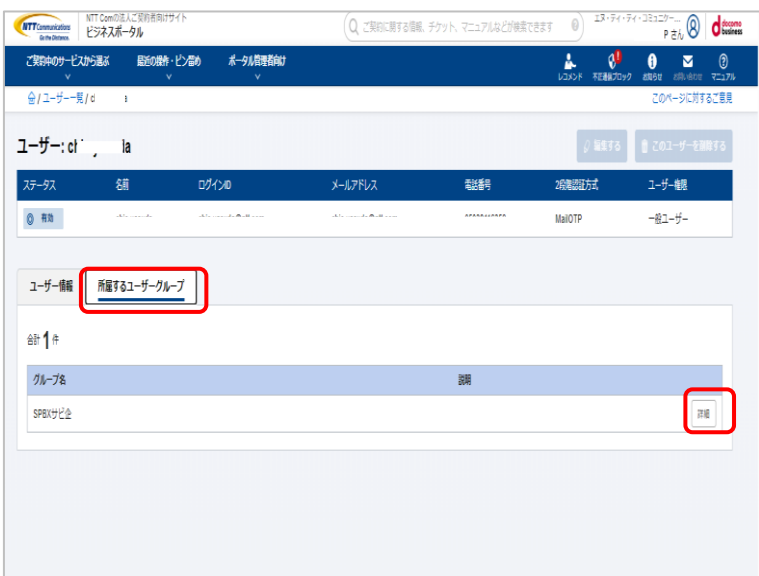 NTT Communications
Go the Distance.
NTT Comの法人ご契約者向けサイト
ビジネスポータル
ご契約に関する情報、チケット、マニュアルなどが検索できます
エヌ・ティ・ティ・コミュニケー...
P さん
docomo business
ご契約中のサービスから選ぶ
最近の操作・ピン留め
ポータル管理者向け
レコメンド
不正通信ブロック
お知らせ
お問い合わせ
マニュアル
/ ユーザー一覧 /
このページに対するご意見
ユーザー: ch la
編集する
このユーザーを削除する
ステータス 名前 ログインID メールアドレス 電話番号 2段階認証方式 ユーザー権限
有効 MailOTP 一般ユーザー
ユーザー情報
所属するユーザーグループ
合計 1 件
グループ名 説明
SPBXサビ企 詳細